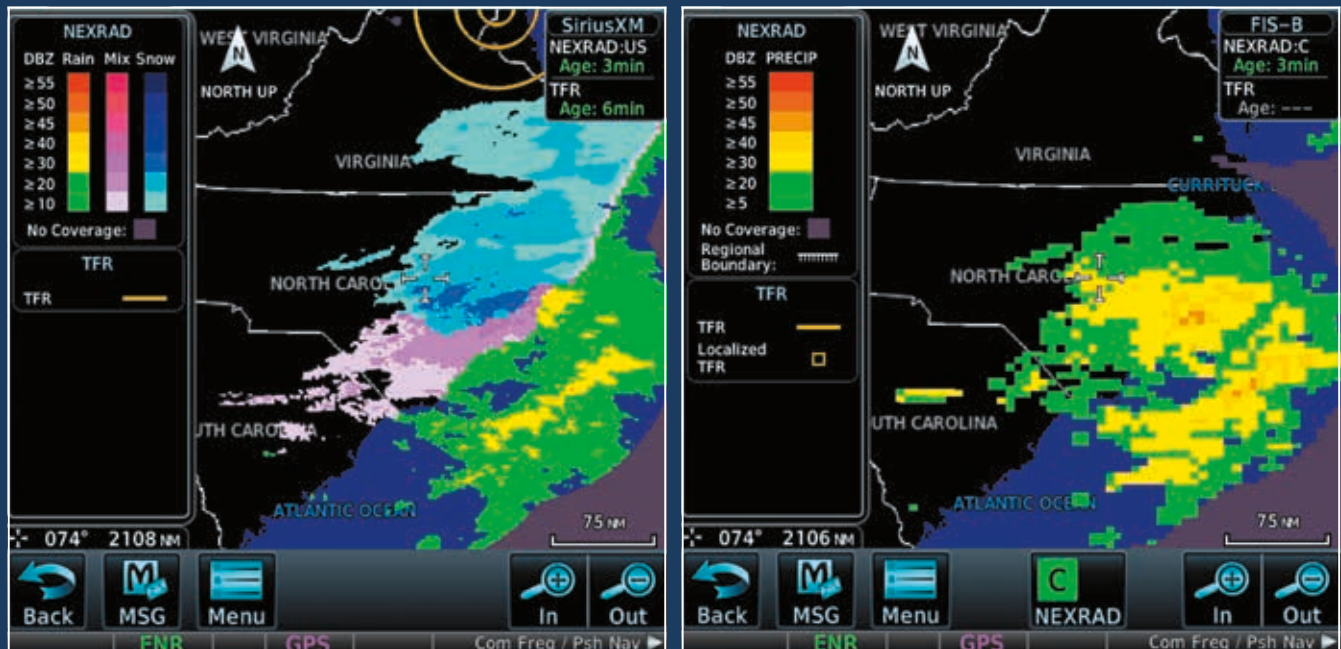 NEXRAD
DBZ Rain Mix Snow
≥55
≥50
≥45
≥40
≥30
≥20
≥10
No Coverage:
TFR
TFR
WEST VIRGINIA
N
NORTH UP
SiriusXM
NEXRAD:US
Age: 3min
TFR
Age: 6min
VIRGINIA
NORTH CAROL
UTH CAROLINA
ATLANTIC OCEAN
75 NM
074° 2108 NM
Back
MSG
Menu
In
Out
ENR GPS Com Freq / Psh Nav
NEXRAD
DBZ PRECIP
≥55
≥50
≥45
≥40
≥30
≥20
≥5
No Coverage:
Regional
Boundary:
TFR
TFR
Localized
TFR
WEST VIRGINIA
N
NORTH UP
FIS-B
NEXRAD:C
Age: 3min
TFR
Age: ---
VIRGINIA
CURRITUCK
NORTH CAROL
UTH CAROLINA
ATLANTIC OCEAN
75 NM
074° 2106 NM
Back
MSG
Menu
C
NEXRAD
In
Out
ENR GPS Com Freq / Psh Nav